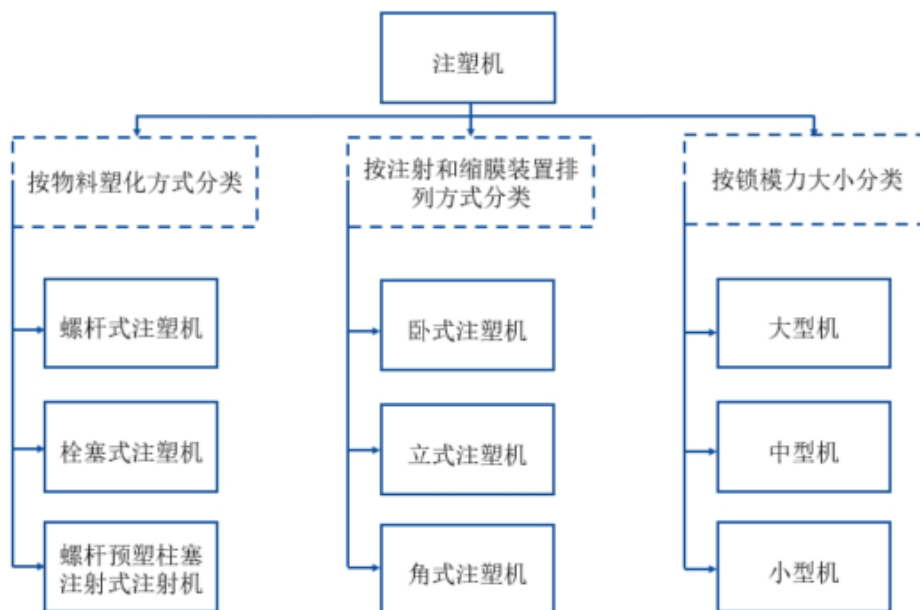 注塑机
按物料塑化方式分类
按注射和缩膜装置排
列方式分类
按锁模力大小分类
螺杆式注塑机
卧式注塑机
大型机
栓塞式注塑机
立式注塑机
中型机
螺杆预塑柱塞
注射式注射机
角式注塑机
小型机